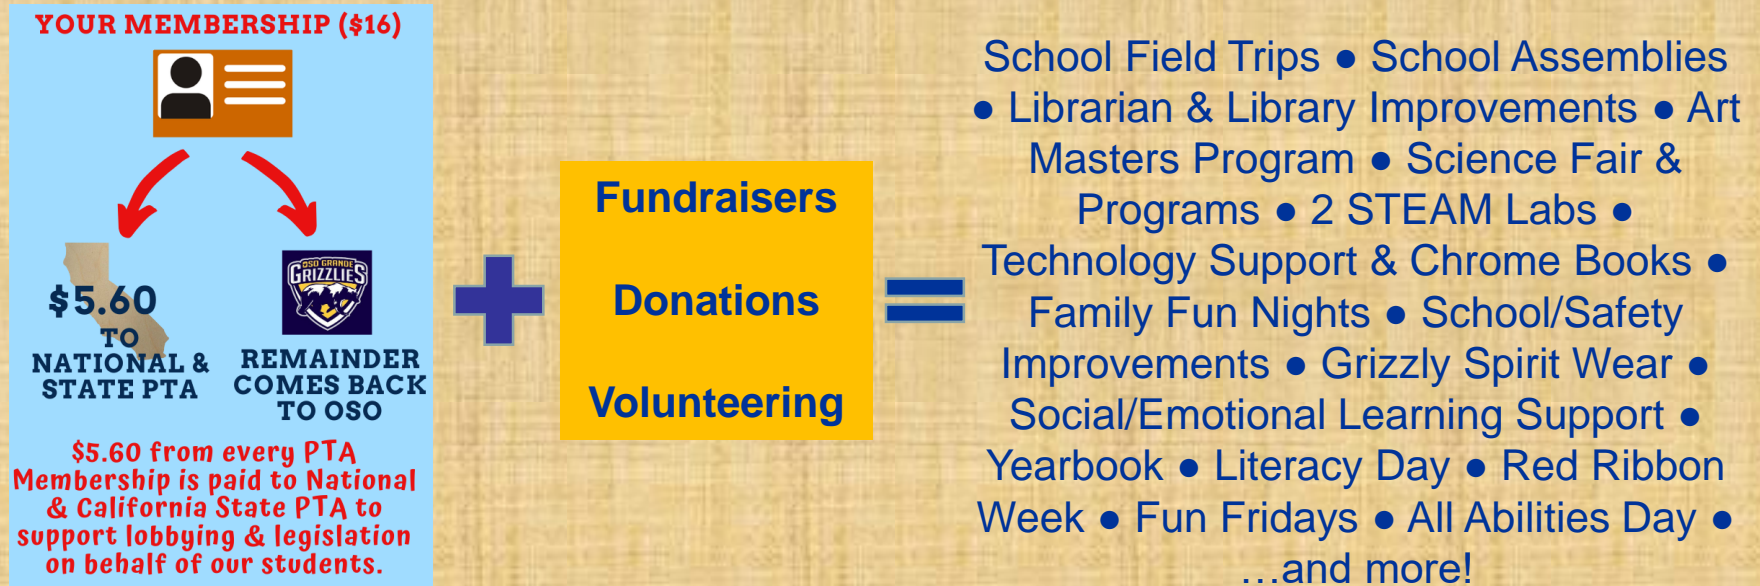 YOUR MEMBERSHIP ($16)
$5.60
TO
NATIONAL &
STATE PTA
OSO GRANDE
GRIZZLIES
REMAINDER
COMES BACK
TO OSO
$5.60 from every PTA
Membership is paid to National
& California State PTA to
support lobbying & legislation
on behalf of our students.
Fundraisers
Donations
Volunteering
School Field Trips ● School Assemblies
● Librarian & Library Improvements ● Art
Masters Program ● Science Fair &
Programs ● 2 STEAM Labs ●
Technology Support & Chrome Books ●
Family Fun Nights ● School/Safety
Improvements ● Grizzly Spirit Wear ●
Social/Emotional Learning Support ●
Yearbook ● Literacy Day ● Red Ribbon
Week ● Fun Fridays ● All Abilities Day ●
…and more!